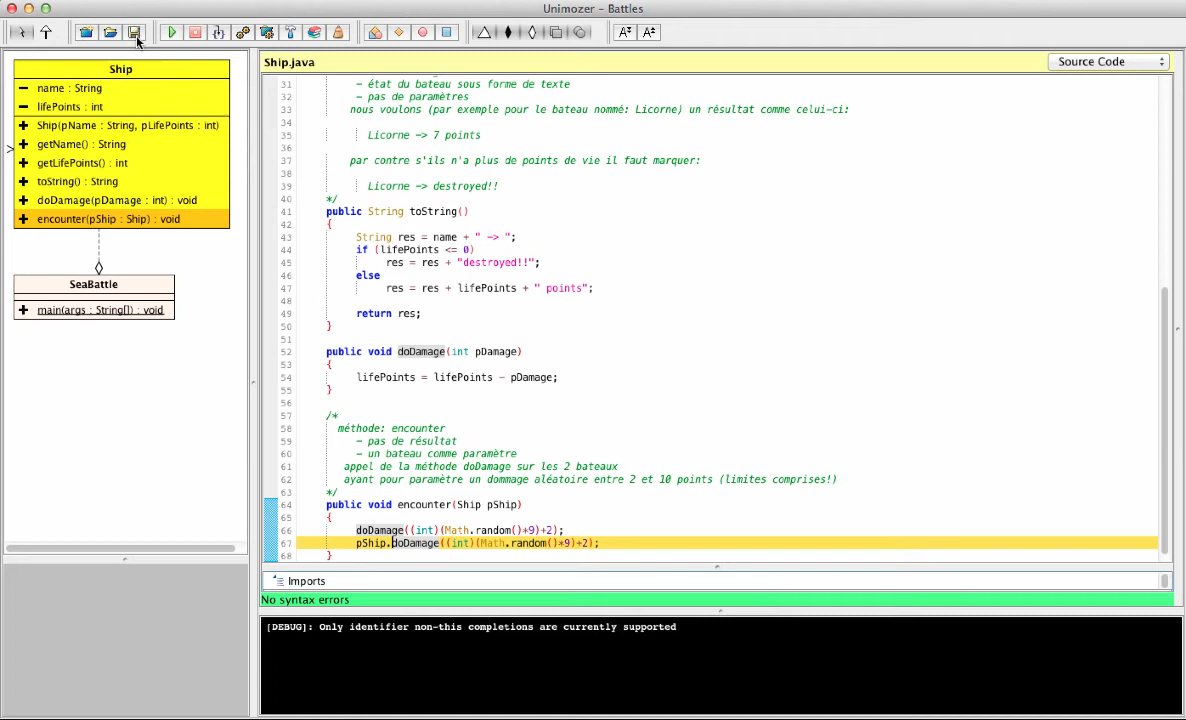 Unimozer - Battles
Ship
name : String
lifePoints : int
Ship(pName : String, pLifePoints : int)
getName() : String
getLifePoints() : int
toString() : String
doDamage(pDamage : int) : void
encounter(pShip : Ship) : void
SeaBattle
main(args : String[]) : void
Ship.java
Source Code
31 - état du bateau sous forme de texte
32 - pas de paramètres
33 nous voulons (par exemple pour le bateau nommé: Licorne) un résultat comme celui-ci:
34
35 Licorne -> 7 points
36
37 par contre s'ils n'a plus de points de vie il faut marquer:
38
39 Licorne -> destroyed!!
40 */
41 public String toString()
42 {
43 String res = name + " -> ";
44 if (lifePoints <= 0)
45 res = res + "destroyed!!";
46 else
47 res = res + lifePoints + " points";
48
49 return res;
50 }
51
52 public void doDamage(int pDamage)
53 {
54 lifePoints = lifePoints - pDamage;
55 }
56
57 /*
58 méthode: encounter
59 - pas de résultat
60 - un bateau comme paramètre
61 appel de la méthode doDamage sur les 2 bateaux
62 ayant pour paramètre un dommage aléatoire entre 2 et 10 points (limites comprises!)
63 */
64 public void encounter(Ship pShip)
65 {
66 doDamage((int)(Math.random()*9)+2);
67 pShip.doDamage((int)(Math.random()*9)+2);
68 }
Imports
No syntax errors
[DEBUG]: Only identifier non-this completions are currently supported